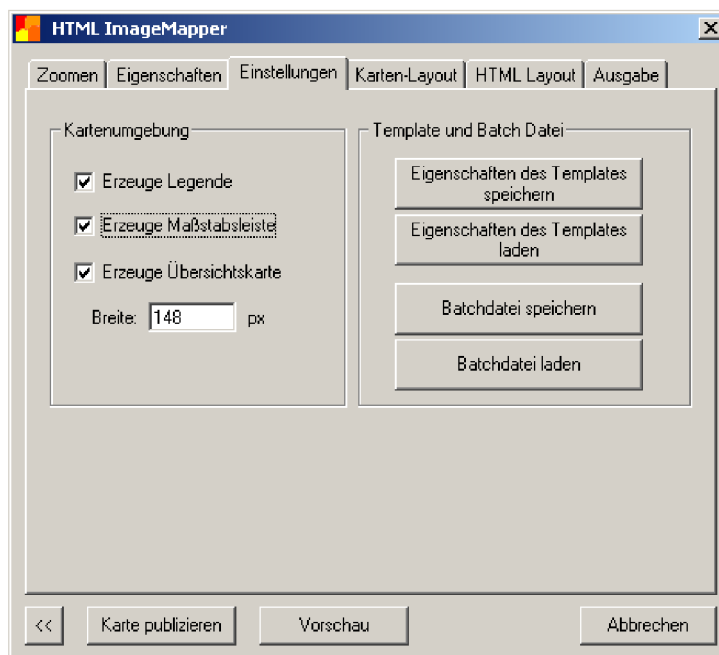 HTML ImageMapper
Zoomen Eigenschaften Einstellungen Karten-Layout HTML Layout Ausgabe
Kartenumgebung
Erzeuge Legende
Erzeuge Maßstabsleiste
Erzeuge Übersichtskarte
Breite: 148 px
Template und Batch Datei
Eigenschaften des Templates
speichern
Eigenschaften des Templates
laden
Batchdatei speichern
Batchdatei laden
<< Karte publizieren Vorschau Abbrechen